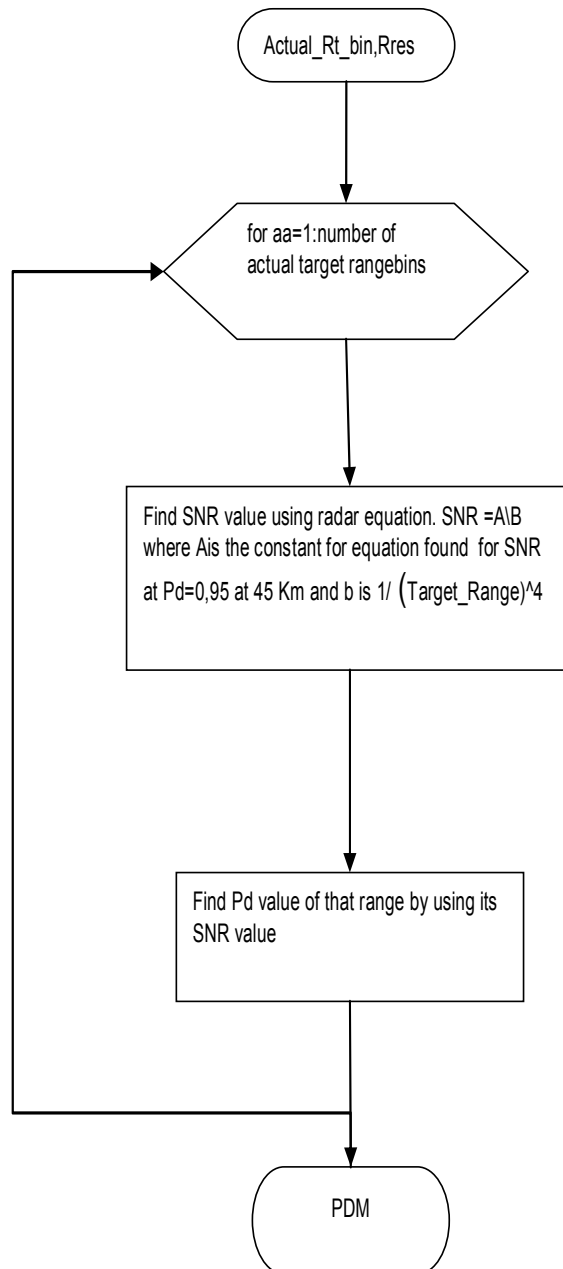 Actual_Rt_bin,Rres
for aa=1:number of
actual target rangebins
Find SNR value using radar equation. SNR =A\B
where Ais the constant for equation found for SNR
at Pd=0,95 at 45 Km and b is 1/ (Target_Range)^4
Find Pd value of that range by using its
SNR value
PDM